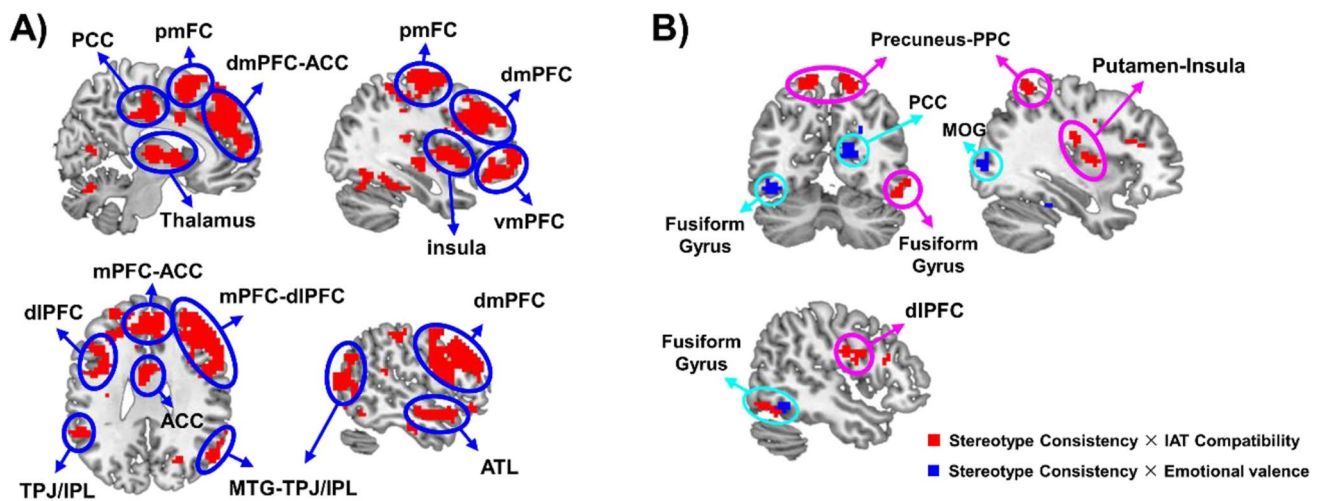 A)
PCC
pmFC
dmPFC-ACC
Thalamus
pmFC
dmPFC
insula
vmPFC
mPFC-ACC
dlPFC
mPFC-dlPFC
ACC
TPJ/IPL
MTG-TPJ/IPL
dmPFC
ATL
B)
Precuneus-PPC
PCC
Fusiform
Gyrus
Fusiform
Gyrus
MOG
Putamen-Insula
dlPFC
Fusiform
Gyrus
Stereotype Consistency × IAT Compatibility
Stereotype Consistency × Emotional valence